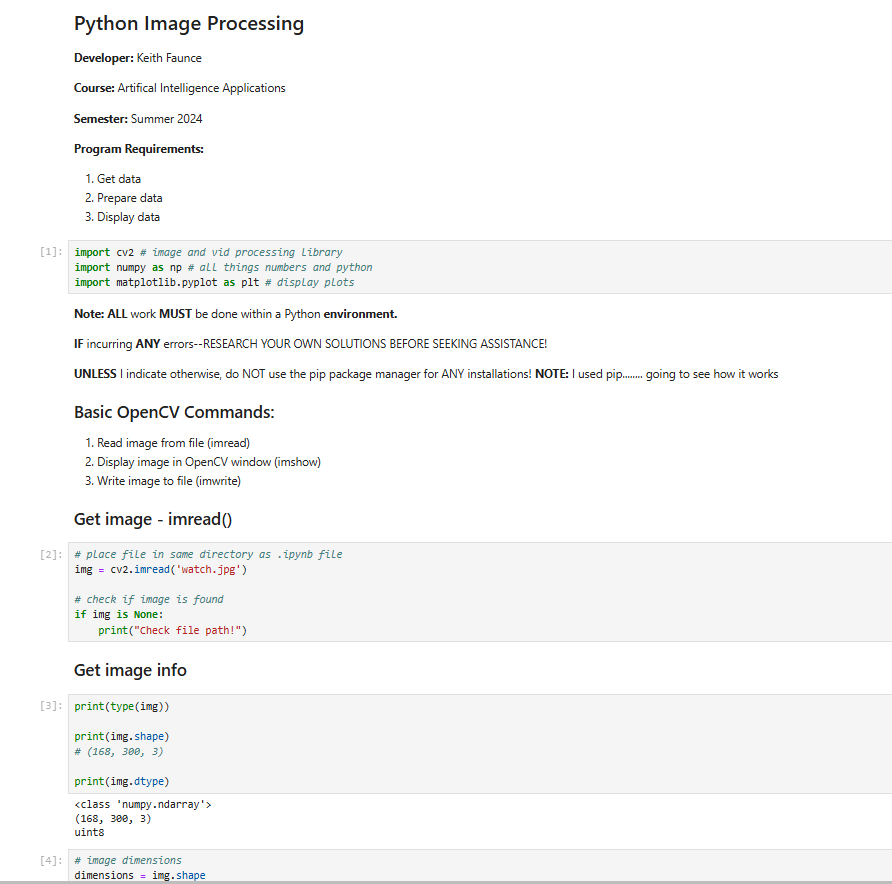 Python Image Processing
Developer: Keith Faunce
Course: Artifical Intelligence Applications
Semester: Summer 2024
Program Requirements:
1. Get data
2. Prepare data
3. Display data
[1]: import cv2 # image and vid processing library
import numpy as np # all things numbers and python
import matplotlib.pyplot as plt # display plots
Note: ALL work MUST be done within a Python environment.
IF incurring ANY errors--RESEARCH YOUR OWN SOLUTIONS BEFORE SEEKING ASSISTANCE!
UNLESS I indicate otherwise, do NOT use the pip package manager for ANY installations! NOTE: I used pip........ going to see how it works
Basic OpenCV Commands:
1. Read image from file (imread)
2. Display image in OpenCV window (imshow)
3. Write image to file (imwrite)
Get image - imread()
[2]: # place file in same directory as .ipynb file
img = cv2.imread('watch.jpg')
# check if image is found
if img is None:
    print("Check file path!")
Get image info
[3]: print(type(img))
print(img.shape)
# (168, 300, 3)
print(img.dtype)
<class 'numpy.ndarray'>
(168, 300, 3)
uint8
[4]: # image dimensions
dimensions = img.shape